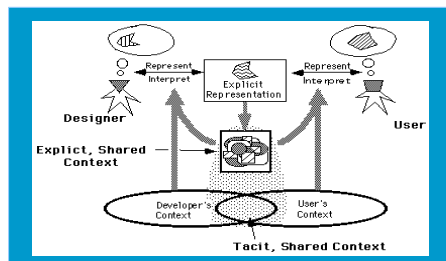 Represent
Interpret
Explicit
Representation
Represent
Interpret
Designer
User
Explict, Shared
Context
Developer's
Context
User's
Context
Tacit, Shared Context